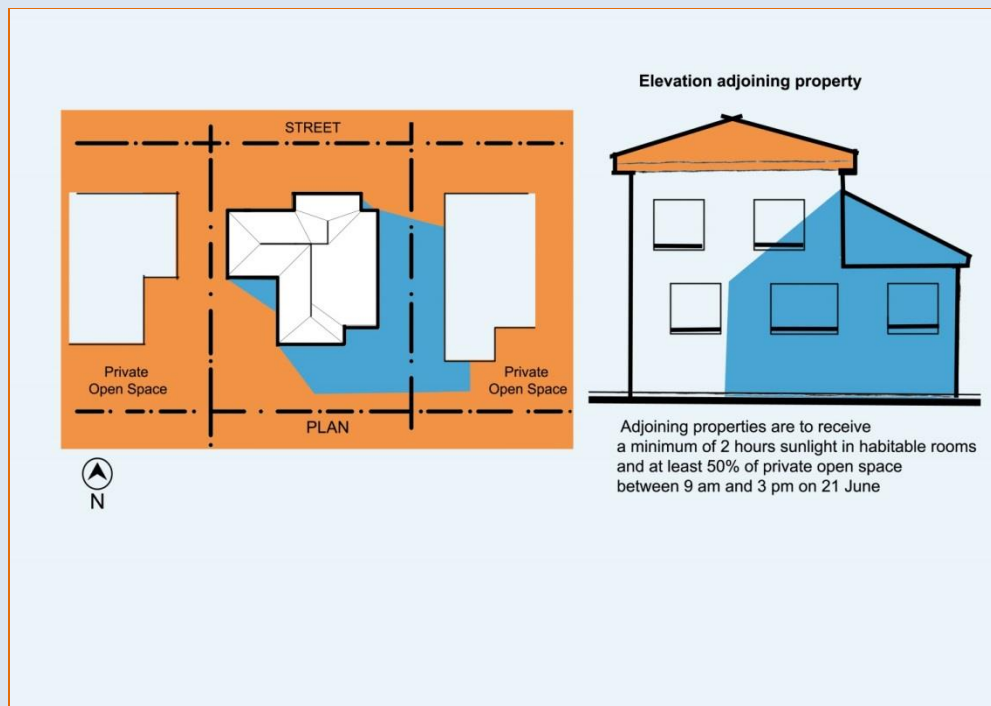 Elevation adjoining property
STREET
Private
Open Space
Private
Open Space
PLAN
N
Adjoining properties are to receive
a minimum of 2 hours sunlight in habitable rooms
and at least 50% of private open space
between 9 am and 3 pm on 21 June